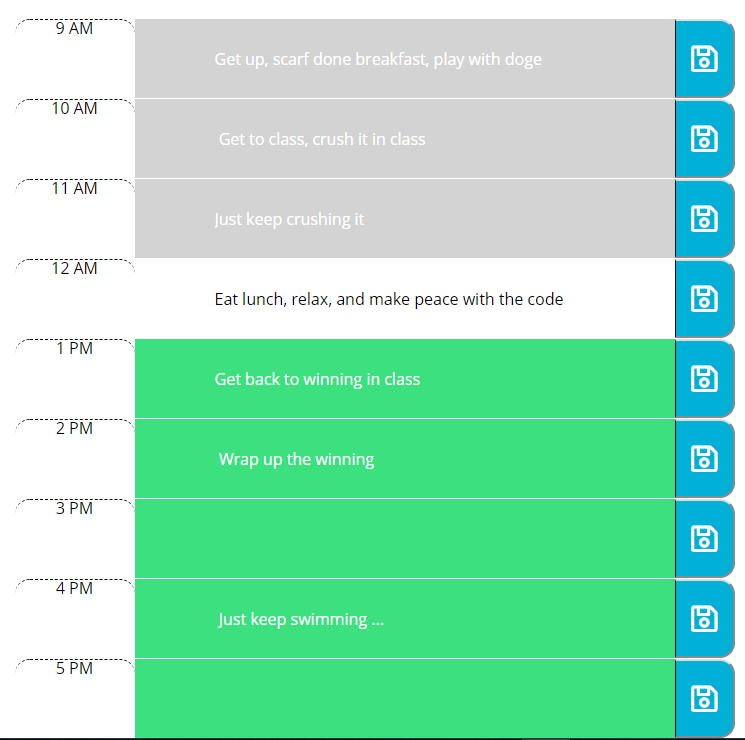 9 AM
Get up, scarf done breakfast, play with doge
10 AM
Get to class, crush it in class
11 AM
Just keep crushing it
12 AM
Eat lunch, relax, and make peace with the code
1 PM
Get back to winning in class
2 PM
Wrap up the winning
3 PM
4 PM
Just keep swimming ...
5 PM